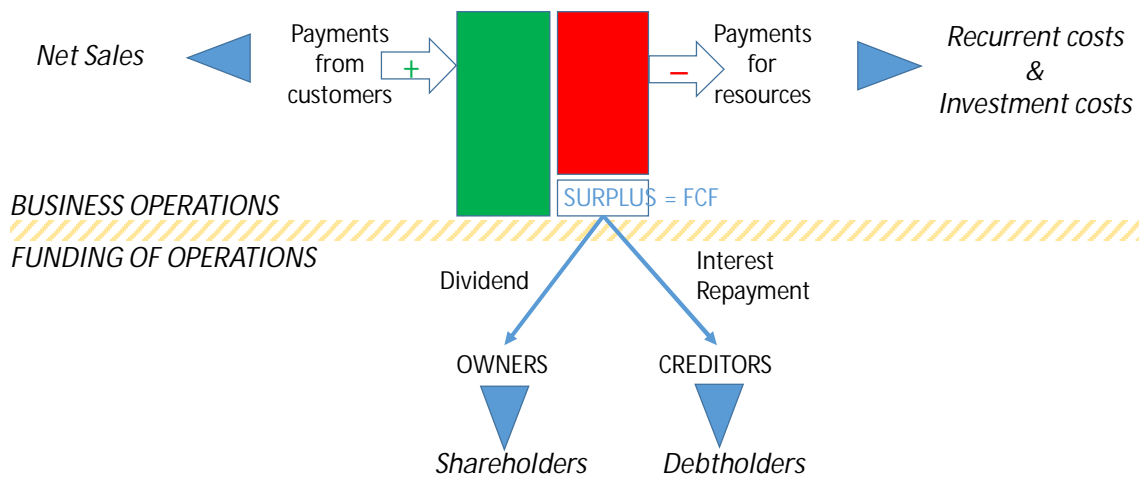 Net Sales
Payments
from
customers
+
–
Payments
for
resources
Recurrent costs
&
Investment costs
SURPLUS = FCF
BUSINESS OPERATIONS
FUNDING OF OPERATIONS
Dividend
Interest
Repayment
OWNERS
CREDITORS
Shareholders
Debtholders